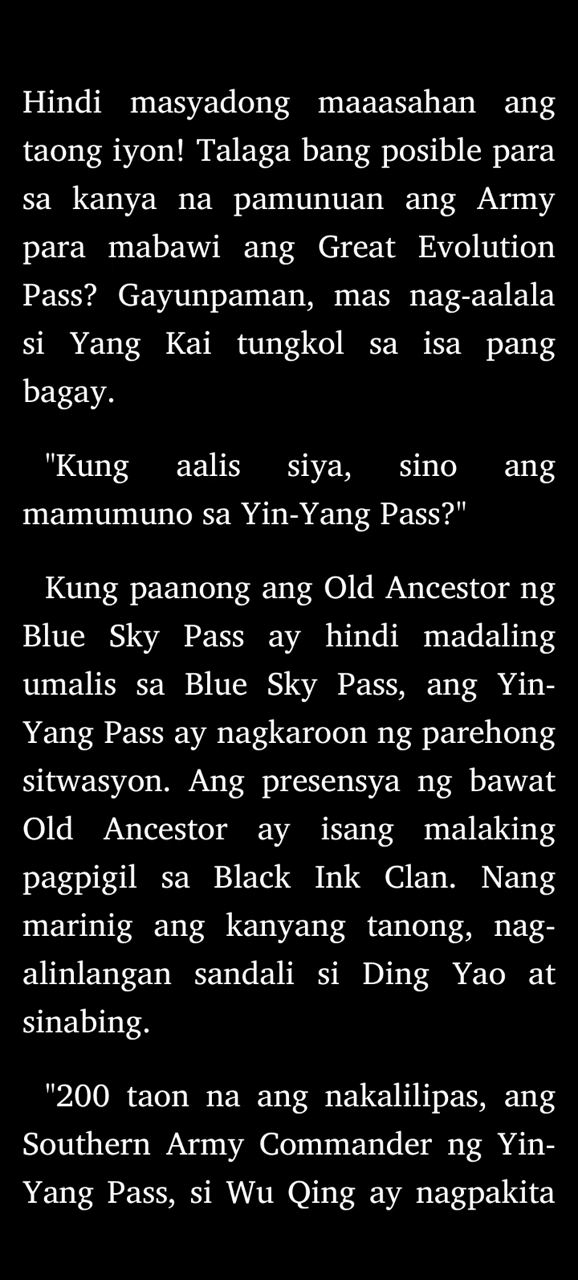 Hindi masyadong maaasahan ang
taong iyon! Talaga bang posible para
sa kanya na pamunuan ang Army
para mabawi ang Great Evolution
Pass? Gayunpaman, mas nag-aalala
si Yang Kai tungkol sa isa pang
bagay.
"Kung aalis siya, sino ang
mamumuno sa Yin-Yang Pass?"
Kung paanong ang Old Ancestor ng
Blue Sky Pass ay hindi madaling
umalis sa Blue Sky Pass, ang Yin-
Yang Pass ay nagkaroon ng parehong
sitwasyon. Ang presensya ng bawat
Old Ancestor ay isang malaking
pagpigil sa Black Ink Clan. Nang
marinig ang kanyang tanong, nag-
alinlangan sandali si Ding Yao at
sinabing.
"200 taon na ang nakalilipas, ang
Southern Army Commander ng Yin-
Yang Pass, si Wu Qing ay nagpakita